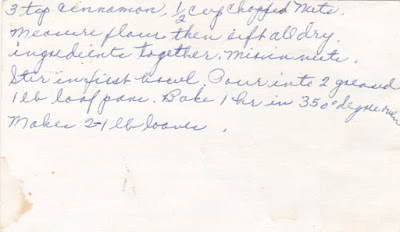 3 tsp cinnamon, 1/2 cup chopped nuts.
Measure flour then sift all dry
ingredients together. Mix in nuts.
Stir in first bowl Pour into 2 greased
1 lb loaf pans. Bake 1 hr in 350° degree oven
Makes 2-1 lb loaves.